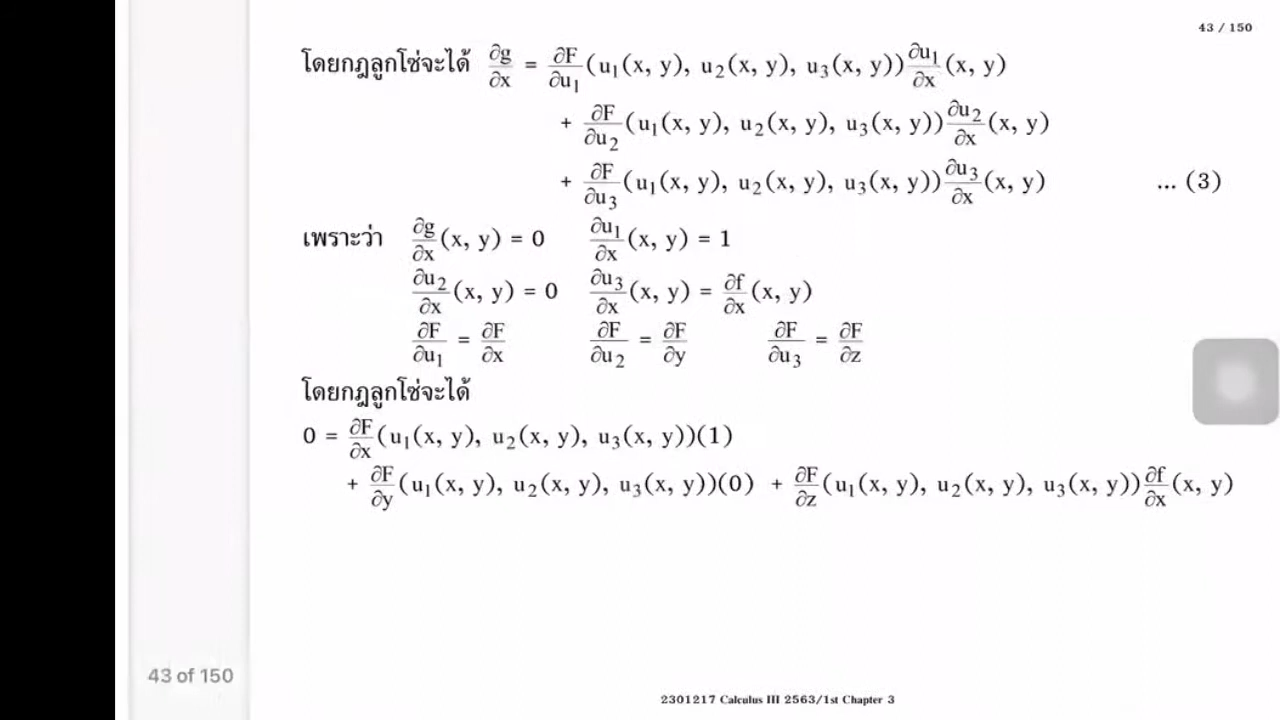 43 / 150
โดยกฎลูกโซ่จะได้ ∂g/∂x = ∂F/∂u₁(u₁(x, y), u₂(x, y), u₃(x, y))∂u₁/∂x(x, y)
+ ∂F/∂u₂(u₁(x, y), u₂(x, y), u₃(x, y))∂u₂/∂x(x, y)
+ ∂F/∂u₃(u₁(x, y), u₂(x, y), u₃(x, y))∂u₃/∂x(x, y) ... (3)
เพราะว่า ∂g/∂x(x, y) = 0 ∂u₁/∂x(x, y) = 1
∂u₂/∂x(x, y) = 0 ∂u₃/∂x(x, y) = ∂f/∂x(x, y)
∂F/∂u₁ = ∂F/∂x ∂F/∂u₂ = ∂F/∂y ∂F/∂u₃ = ∂F/∂z
โดยกฎลูกโซ่จะได้
0 = ∂F/∂x(u₁(x, y), u₂(x, y), u₃(x, y))(1)
+ ∂F/∂y(u₁(x, y), u₂(x, y), u₃(x, y))(0) + ∂F/∂z(u₁(x, y), u₂(x, y), u₃(x, y))∂f/∂x(x, y)
43 of 150
2301217 Calculus III 2563/1st Chapter 3